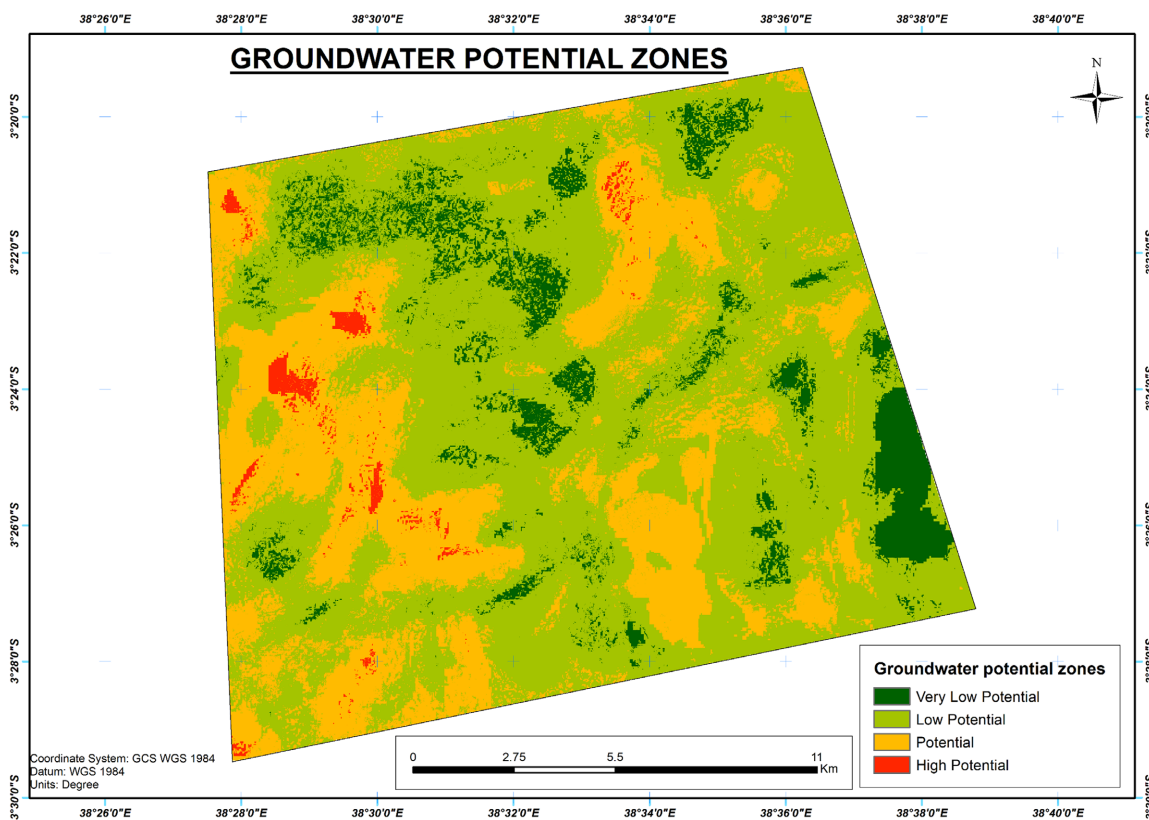 38°26'0"E 38°28'0"E 38°30'0"E 38°32'0"E 38°34'0"E 38°36'0"E 38°38'0"E 38°40'0"E
GROUNDWATER POTENTIAL ZONES
N
3°20'0"S
3°22'0"S
3°24'0"S
3°26'0"S
3°28'0"S
3°30'0"S
Groundwater potential zones
Very Low Potential
Low Potential
Potential
High Potential
0 2.75 5.5 11
Km
Coordinate System: GCS WGS 1984
Datum: WGS 1984
Units: Degree
38°26'0"E 38°28'0"E 38°30'0"E 38°32'0"E 38°34'0"E 38°36'0"E 38°38'0"E 38°40'0"E